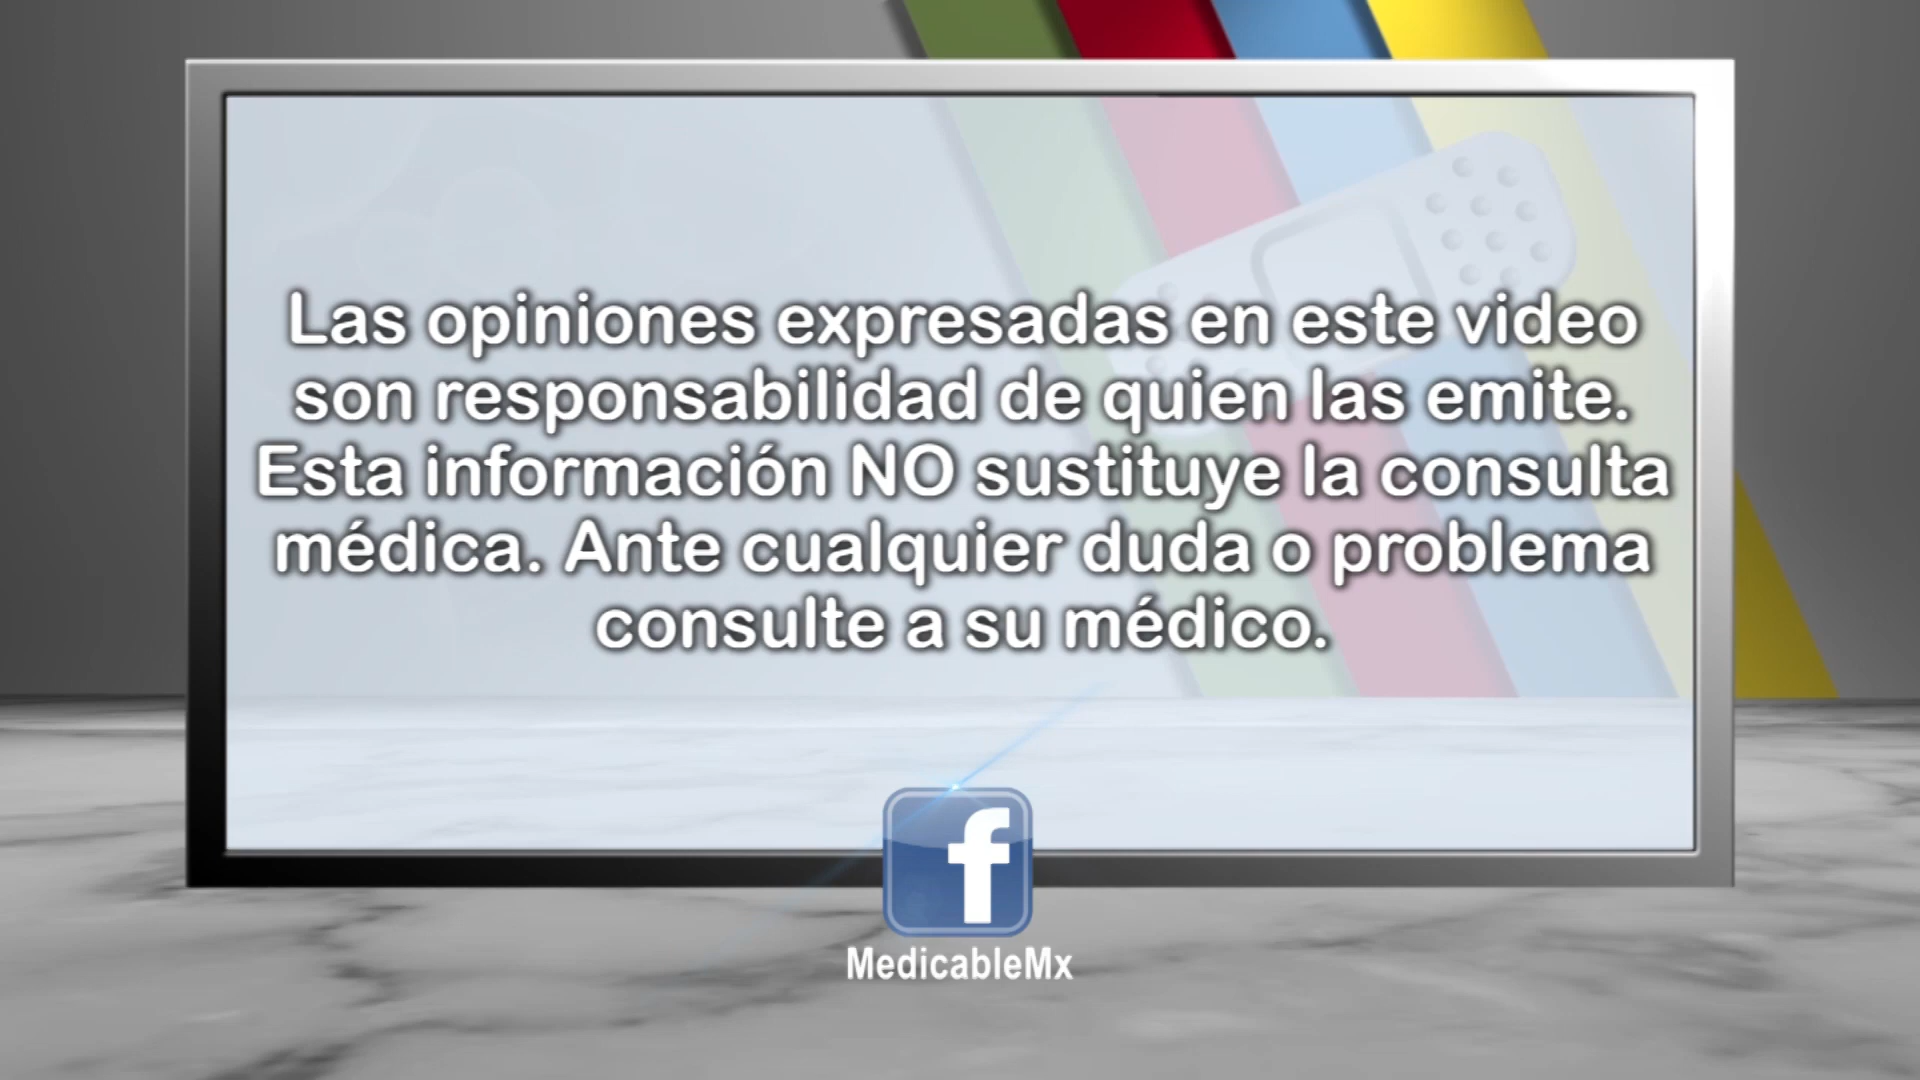 Las opiniones expresadas en este video
son responsabilidad de quien las emite.
Esta información NO sustituye la consulta
médica. Ante cualquier duda o problema
consulte a su médico.
f
MedicableMx